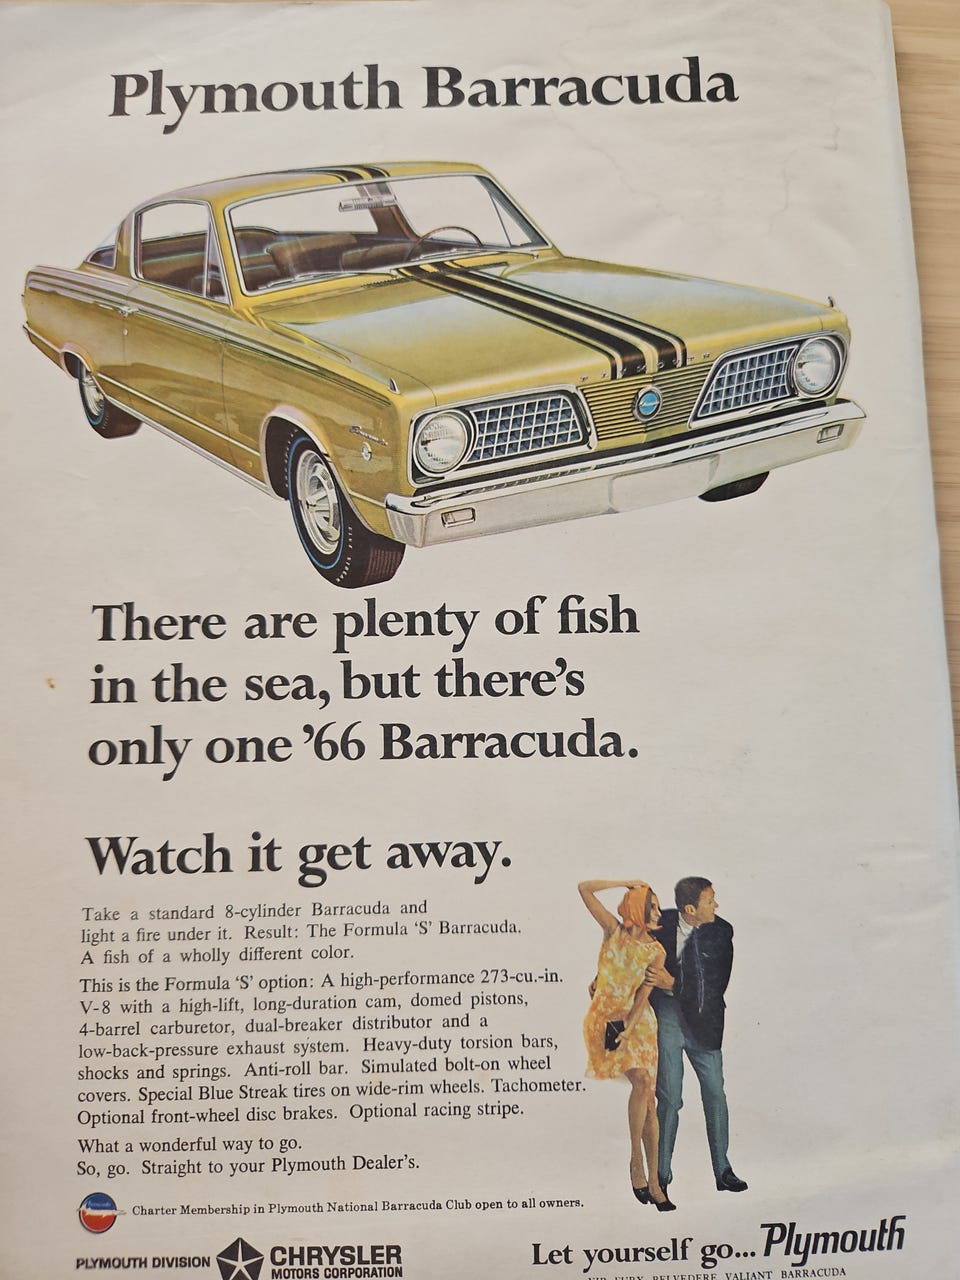 Plymouth Barracuda
PLYMOUTH
There are plenty of fish
in the sea, but there's
only one '66 Barracuda.
Watch it get away.
Take a standard 8-cylinder Barracuda and
light a fire under it. Result: The Formula 'S' Barracuda.
A fish of a wholly different color.
This is the Formula 'S' option: A high-performance 273-cu.-in.
V-8 with a high-lift, long-duration cam, domed pistons,
4-barrel carburetor, dual-breaker distributor and a
low-back-pressure exhaust system. Heavy-duty torsion bars,
shocks and springs. Anti-roll bar. Simulated bolt-on wheel
covers. Special Blue Streak tires on wide-rim wheels. Tachometer.
Optional front-wheel disc brakes. Optional racing stripe.
What a wonderful way to go.
So, go. Straight to your Plymouth Dealer's.
Charter Membership in Plymouth National Barracuda Club open to all owners.
PLYMOUTH DIVISION CHRYSLER
MOTORS CORPORATION
Let yourself go... Plymouth
VIP FURY BELVEDERE VALIANT BARRACUDA